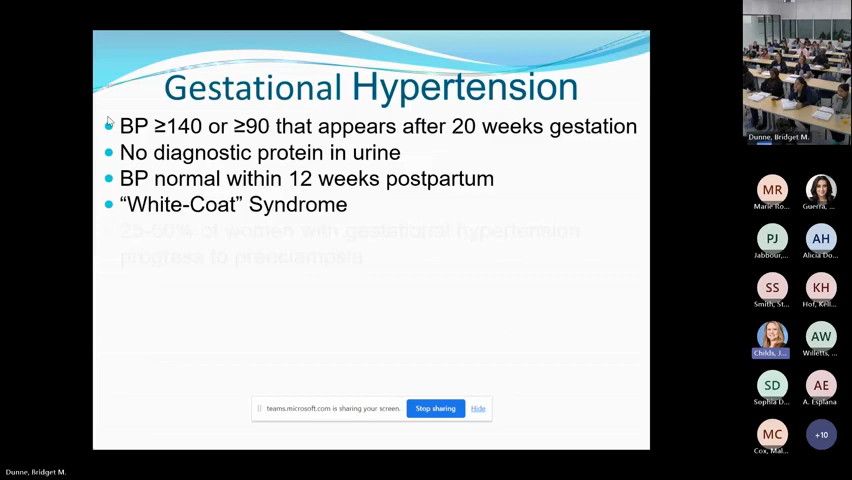 Gestational Hypertension
BP ≥140 or ≥90 that appears after 20 weeks gestation
No diagnostic protein in urine
BP normal within 12 weeks postpartum
“White-Coat” Syndrome
25-50% of women with gestational hypertension
progress to preeclampsia
teams.microsoft.com is sharing your screen.
Stop sharing
Hide
Dunne, Bridget M.
MR
Marie Ro...
Guerra, ...
PJ
AH
Jabbour,...
Alicia Do...
SS
KH
Smith, St...
Hof, Kell...
AW
Childs, J...
Willetts, ...
SD
AE
Sophia D...
A. Esplana
MC
+10
Cox, Mal...
Dunne, Bridget M.